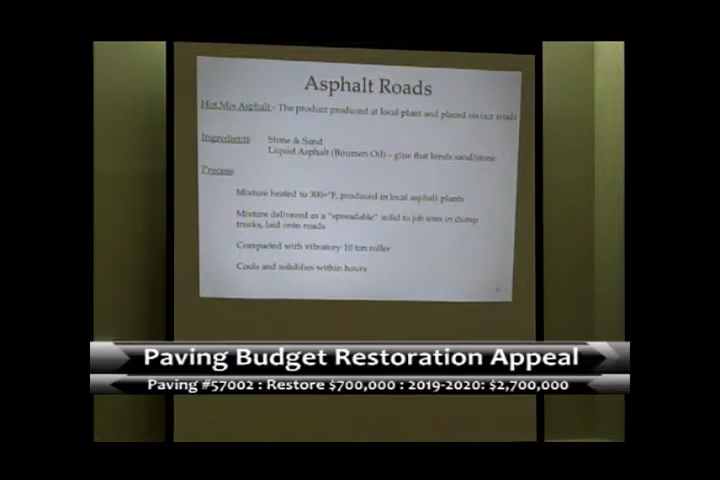 Asphalt Roads
Hot Mix Asphalt - The product produced at local plant and placed on our roads
Ingredients Stone & Sand
Liquid Asphalt (Bitumen Oil) – glue that binds sand/stone
Process
Mixture heated to 300+°F, produced in local asphalt plants
Mixture delivered as a "spreadable" solid to job sites in dump
trucks, laid onto roads
Compacted with vibratory 10 ton roller
Cools and solidifies within hours
Paving Budget Restoration Appeal
Paving #57002 : Restore $700,000 : 2019-2020: $2,700,000